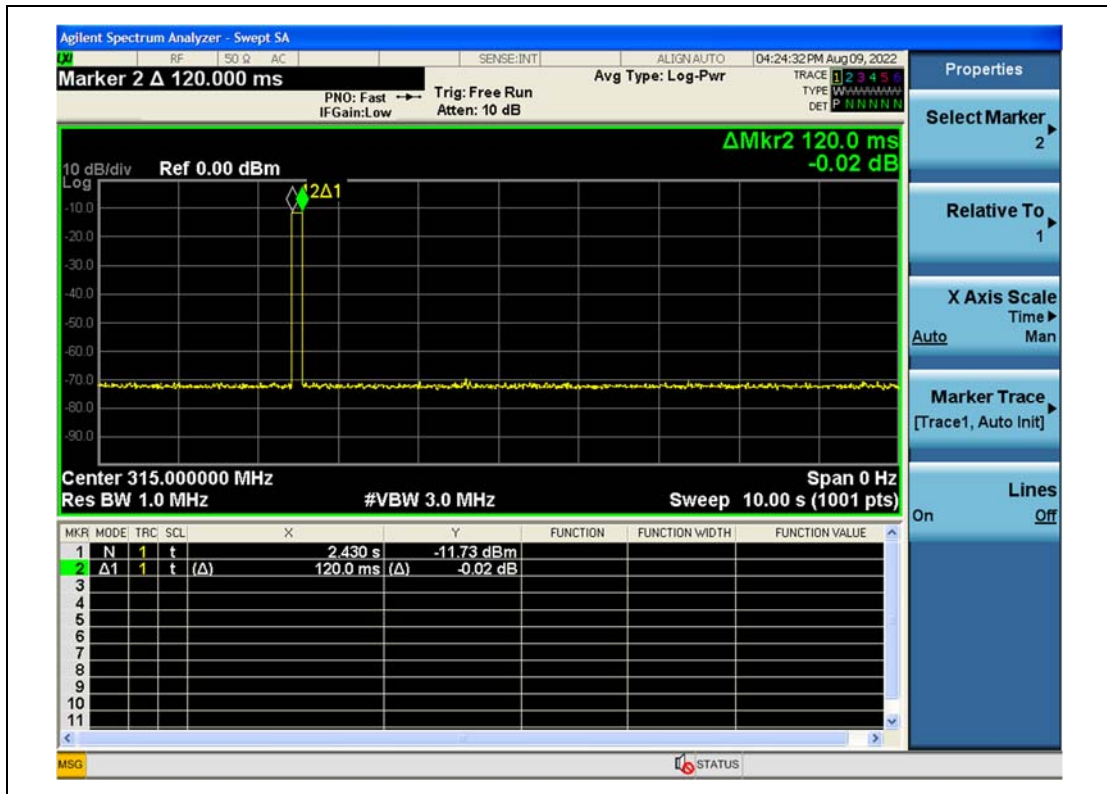 Agilent Spectrum Analyzer - Swept SA
LXI RF 50 Ω AC SENSE:INT ALIGN AUTO 04:24:32 PM Aug 09, 2022
Marker 2 Δ 120.000 ms
PNO: Fast
IFGain:Low
Trig: Free Run
Atten: 10 dB
Avg Type: Log-Pwr
TRACE 1 2 3 4 5 6
TYPE
DET P N N N N N
ΔMkr2 120.0 ms
-0.02 dB
10 dB/div Ref 0.00 dBm
Log
2Δ1
-10.0
-20.0
-30.0
-40.0
-50.0
-60.0
-70.0
-80.0
-90.0
Center 315.000000 MHz Span 0 Hz
Res BW 1.0 MHz #VBW 3.0 MHz Sweep 10.00 s (1001 pts)
MKR MODE TRC SCL X Y FUNCTION FUNCTION WIDTH FUNCTION VALUE
1 N 1 t 2.430 s -11.73 dBm
2 Δ1 1 t (Δ) 120.0 ms (Δ) -0.02 dB
3
4
5
6
7
8
9
10
11
MSG STATUS
Properties
Select Marker
2
Relative To
1
X Axis Scale
Time
Auto Man
Marker Trace
[Trace1, Auto Init]
Lines
On Off